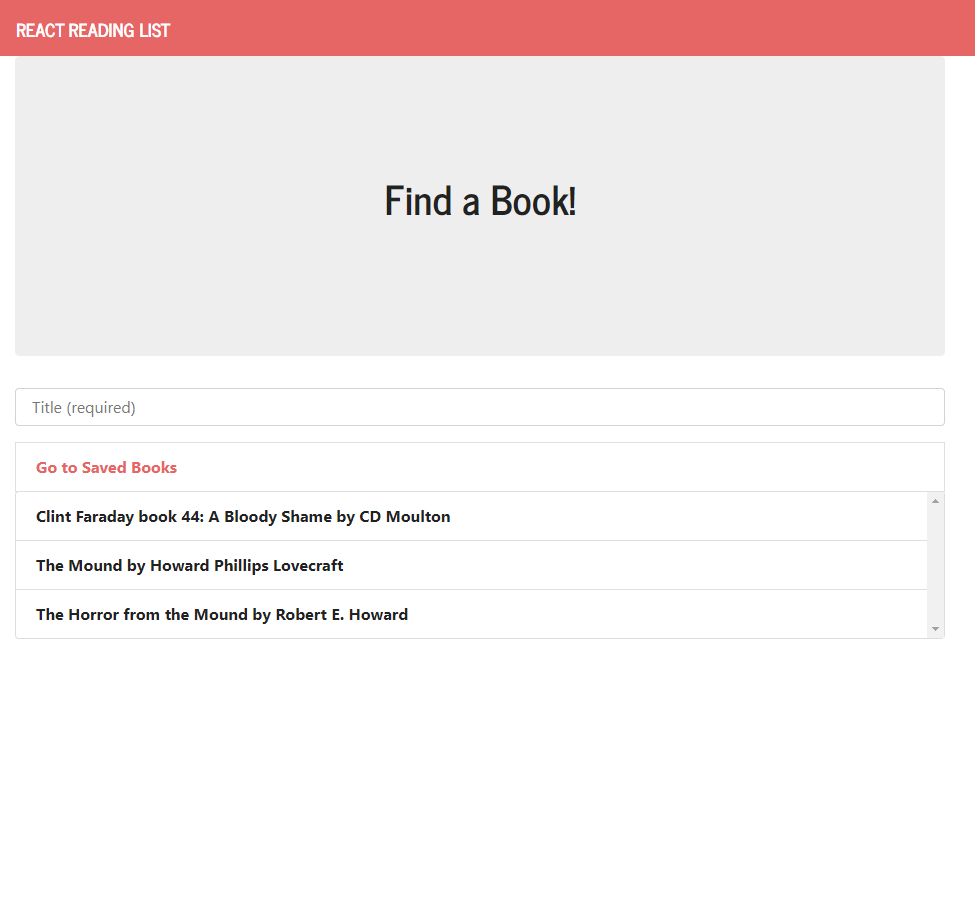 REACT READING LIST
Find a Book!
Title (required)
Go to Saved Books
Clint Faraday book 44: A Bloody Shame by CD Moulton
The Mound by Howard Phillips Lovecraft
The Horror from the Mound by Robert E. Howard